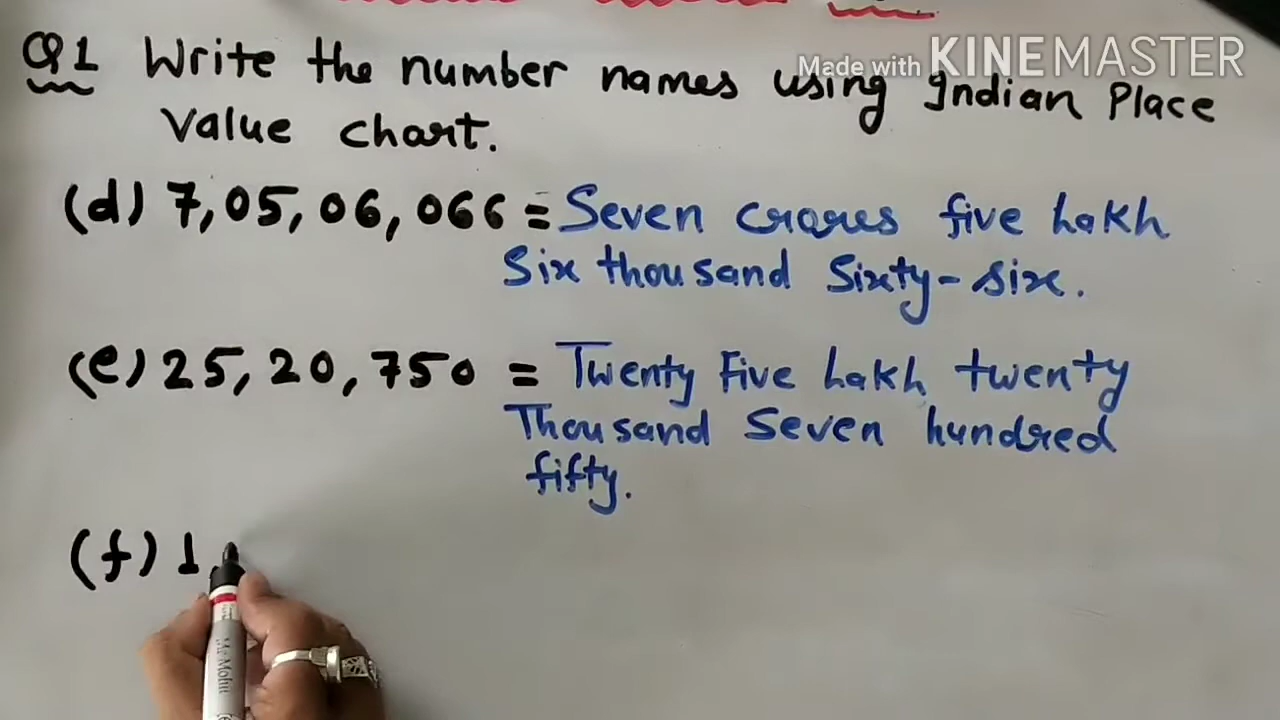 Made with KINEMASTER
Q1 Write the number names using Indian Place
Value chart.
(d) 7,05,06,066 = Seven crores five lakh
Six thousand Sixty-six.
(e) 25,20,750 = Twenty Five lakh twenty
Thousand Seven hundred
fifty.
(f) 1,